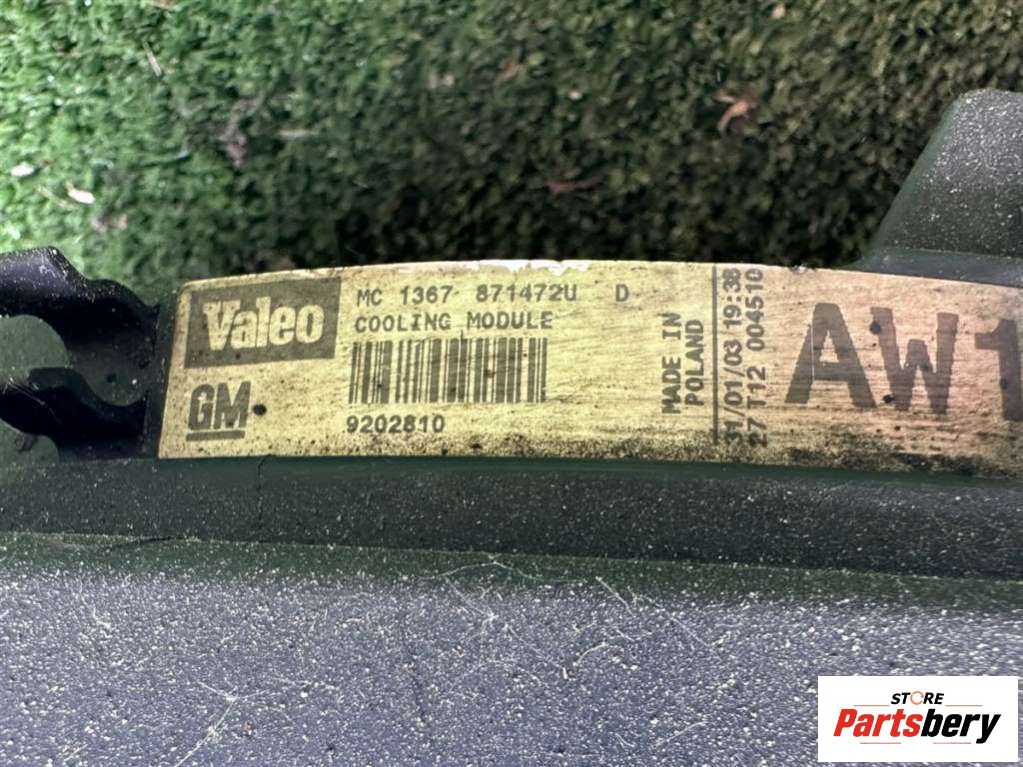 Valeo
GM
MC 1367 871472U D
COOLING MODULE
9202810
MADE IN
POLAND
31/01/03 19:38
27 T12 004510
AW1
STORE
Partsbery